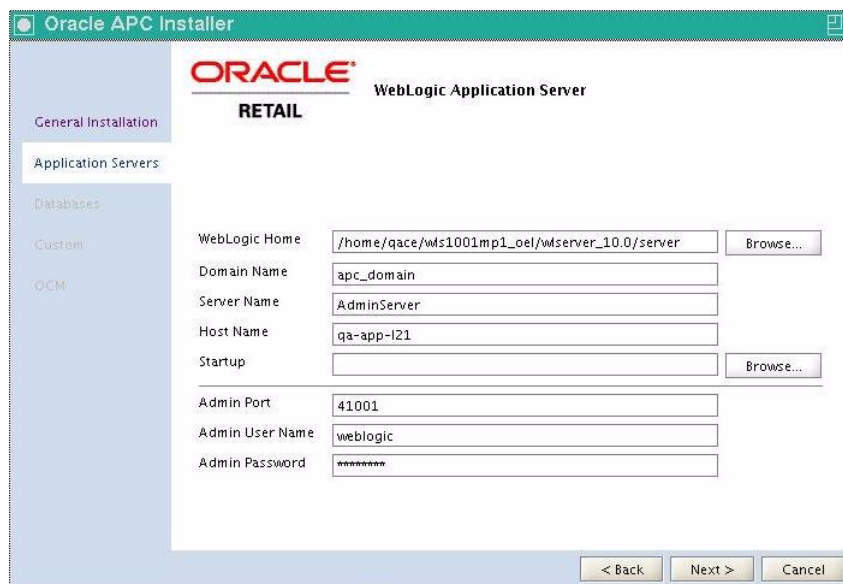 Oracle APC Installer
ORACLE®
RETAIL
WebLogic Application Server
General Installation
Application Servers
Databases
Custom
OCM
WebLogic Home /home/qace/wls1001mp1_oel/wlserver_10.0/server Browse...
Domain Name apc_domain
Server Name AdminServer
Host Name qa-app-l21
Startup Browse...
Admin Port 41001
Admin User Name weblogic
Admin Password ********
< Back Next > Cancel